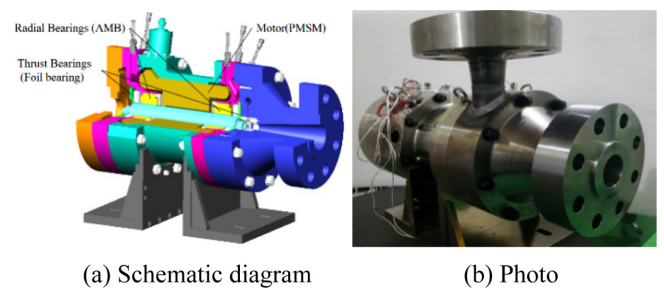 Radial Bearings (AMB)
Motor(PMSM)
Thrust Bearings
(Foil bearing)
(a) Schematic diagram
(b) Photo